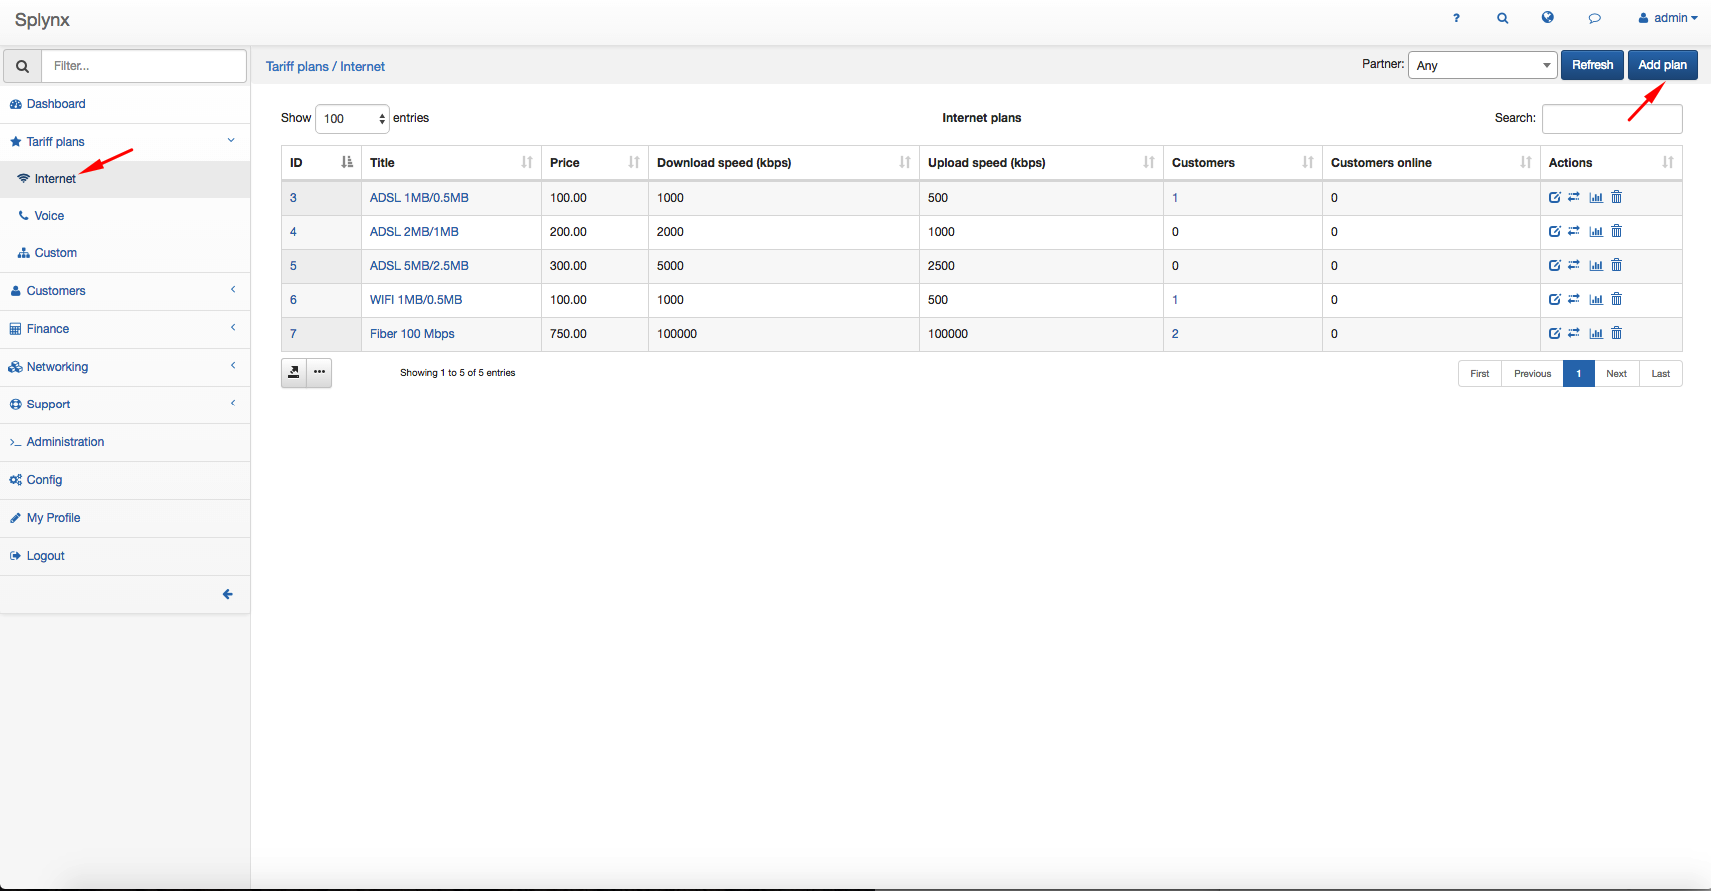 Splynx
? admin
Filter...
Tariff plans / Internet
Partner: Any Refresh Add plan
Dashboard
Tariff plans
Internet
Voice
Custom
Customers
Finance
Networking
Support
Administration
Config
My Profile
Logout
Show 100 entries
Internet plans
Search:
ID Title Price Download speed (kbps) Upload speed (kbps) Customers Customers online Actions
3 ADSL 1MB/0.5MB 100.00 1000 500 1 0
4 ADSL 2MB/1MB 200.00 2000 1000 0 0
5 ADSL 5MB/2.5MB 300.00 5000 2500 0 0
6 WIFI 1MB/0.5MB 100.00 1000 500 1 0
7 Fiber 100 Mbps 750.00 100000 100000 2 0
Showing 1 to 5 of 5 entries
First Previous 1 Next Last